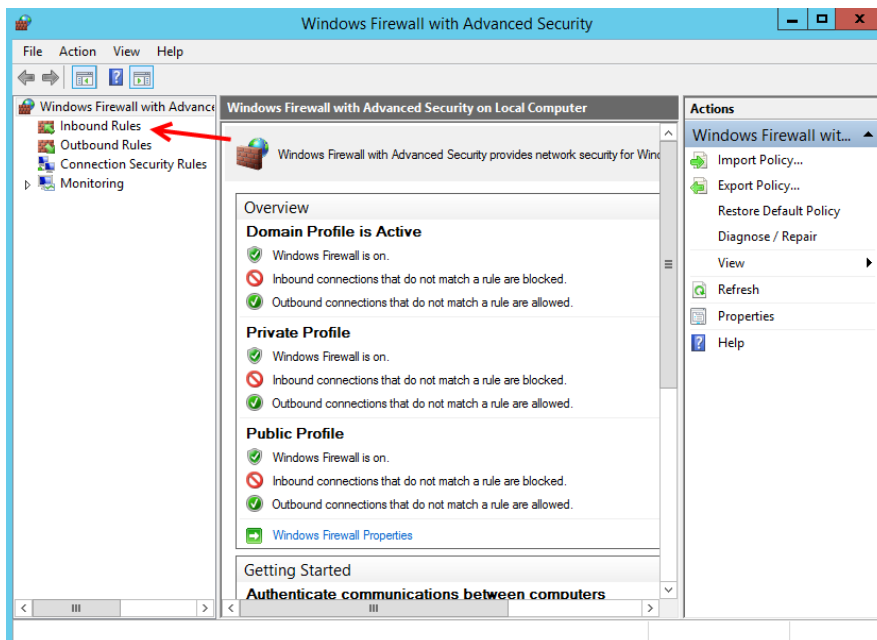 Windows Firewall with Advanced Security
File Action View Help
Windows Firewall with Advance
Inbound Rules
Outbound Rules
Connection Security Rules
Monitoring
Windows Firewall with Advanced Security on Local Computer
Windows Firewall with Advanced Security provides network security for Wind
Overview
Domain Profile is Active
Windows Firewall is on.
Inbound connections that do not match a rule are blocked.
Outbound connections that do not match a rule are allowed.
Private Profile
Windows Firewall is on.
Inbound connections that do not match a rule are blocked.
Outbound connections that do not match a rule are allowed.
Public Profile
Windows Firewall is on.
Inbound connections that do not match a rule are blocked.
Outbound connections that do not match a rule are allowed.
Windows Firewall Properties
Getting Started
Authenticate communications between computers
Actions
Windows Firewall wit...
Import Policy...
Export Policy...
Restore Default Policy
Diagnose / Repair
View
Refresh
Properties
Help